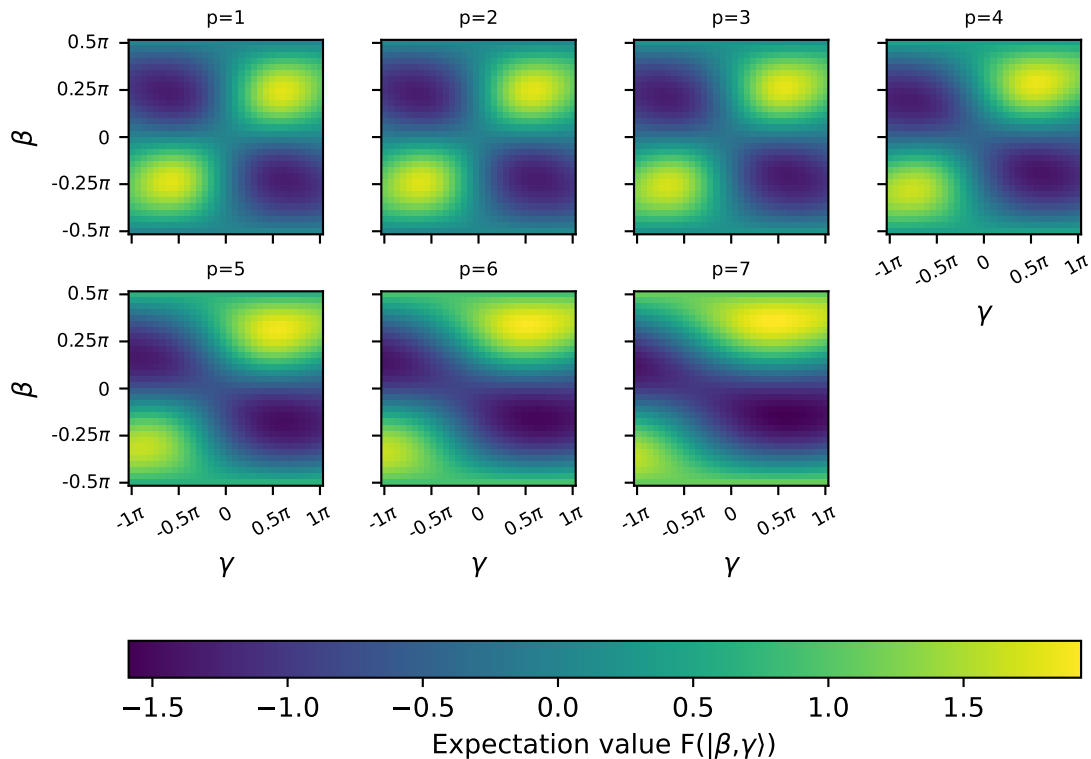 p=1 p=2 p=3 p=4
0.5π
0.25π
β
0
-0.25π
-0.5π
-1π -0.5π 0 0.5π 1π
γ
p=5 p=6 p=7
0.5π
0.25π
β
0
-0.25π
-0.5π
-1π -0.5π 0 0.5π 1π -1π -0.5π 0 0.5π 1π -1π -0.5π 0 0.5π 1π
γ γ γ
−1.5 −1.0 −0.5 0.0 0.5 1.0 1.5
Expectation value F(|β,γ⟩)